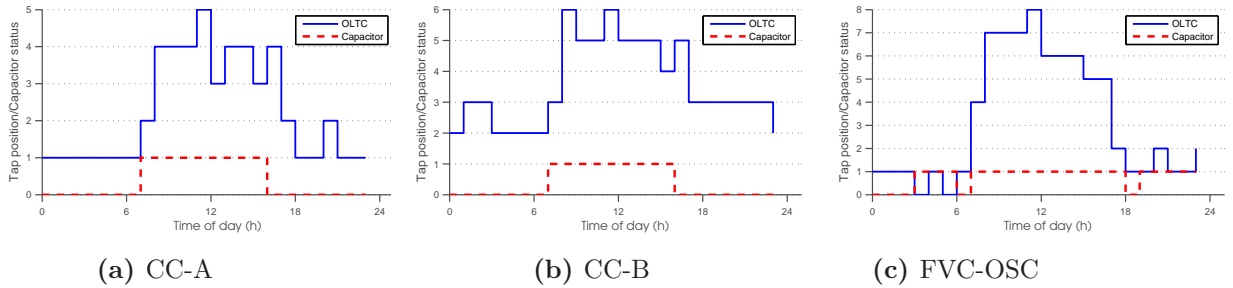 Tap position/Capacitor status
5
4
3
2
1
0
0 6 12 18 24
Time of day (h)
OLTC
Capacitor
(a) CC-A
Tap position/Capacitor status
6
5
4
3
2
1
0
0 6 12 18 24
Time of day (h)
OLTC
Capacitor
(b) CC-B
Tap position/Capacitor status
8
7
6
5
4
3
2
1
0
0 6 12 18 24
Time of day (h)
OLTC
Capacitor
(c) FVC-OSC